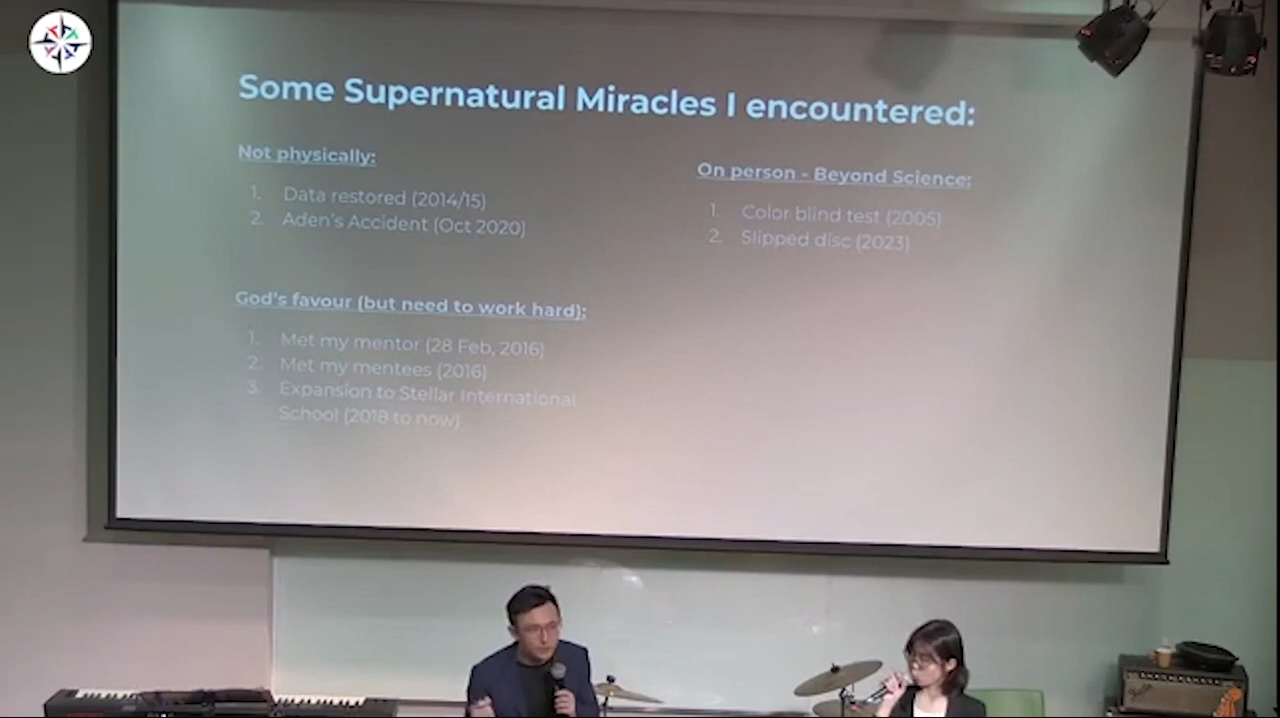 Some Supernatural Miracles I encountered:
Not physically:
1. Data restored (2014/15)
2. Aden's Accident (Oct 2020)
God's favour (but need to work hard):
1. Met my mentor (28 Feb, 2016)
2. Met my mentees (2016)
3. Expansion to Stellar International
School (2018 to now)
On person - Beyond Science:
1. Color blind test (2005)
2. Slipped disc (2023)
Fender